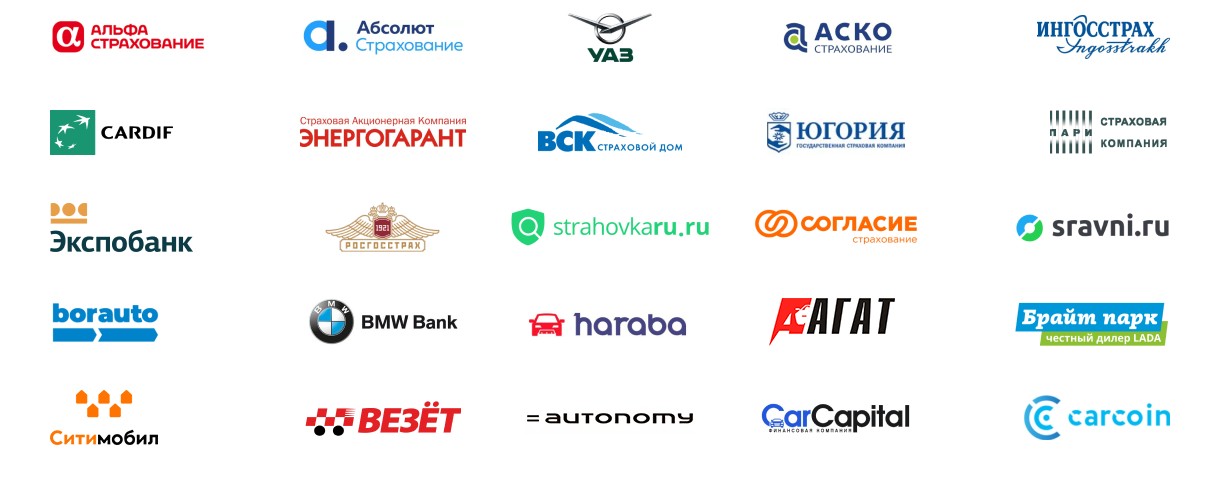 АЛЬФА
СТРАХОВАНИЕ
а. Абсолют
Страхование
УАЗ
АСКО
СТРАХОВАНИЕ
ИНГОССТРАХ
Ingosstrakh
CARDIF
Страховая Акционерная Компания
ЭНЕРГОГАРАНТ
ВСК СТРАХОВОЙ ДОМ
ЮГОРИЯ
ГОСУДАРСТВЕННАЯ СТРАХОВАЯ КОМПАНИЯ
ПАРИ
СТРАХОВАЯ
КОМПАНИЯ
Экспобанк
1921
РОСГОССТРАХ
strahovkaru.ru
СОГЛАСИЕ
страхование
sravni.ru
borauto
BMW
BMW Bank
haraba
АГАТ
Брайт парк
честный дилер LADA
Ситимобил
ВЕЗЁТ
=autonomy
CarCapital
ФИНАНСОВАЯ КОМПАНИЯ
carcoin